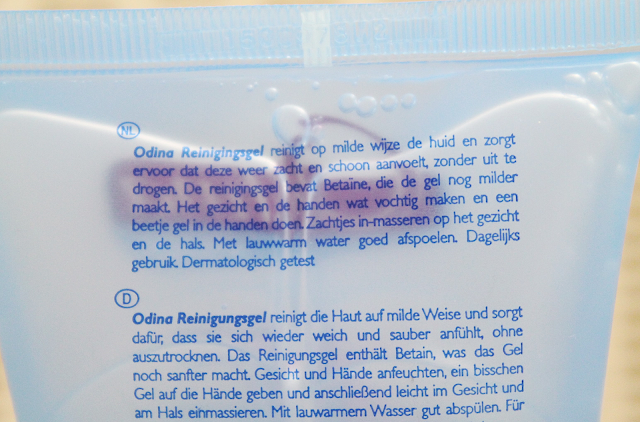 NL
Odina Reinigingsgel reinigt op milde wijze de huid en zorgt
ervoor dat deze weer zacht en schoon aanvoelt, zonder uit te
drogen. De reinigingsgel bevat Betaïne, die de gel nog milder
maakt. Het gezicht en de handen wat vochtig maken en een
beetje gel in de handen doen. Zachtjes in-masseren op het gezicht
en de hals. Met lauwwarm water goed afspoelen. Dagelijks
gebruik. Dermatologisch getest
D
Odina Reinigungsgel reinigt die Haut auf milde Weise und sorgt
dafür, dass sie sich wieder weich und sauber anfühlt, ohne
auszutrocknen. Das Reinigungsgel enthält Betain, was das Gel
noch sanfter macht. Gesicht und Hände anfeuchten, ein bisschen
Gel auf die Hände geben und anschließend leicht im Gesicht und
am Hals einmassieren. Mit lauwarmem Wasser gut abspülen. Für